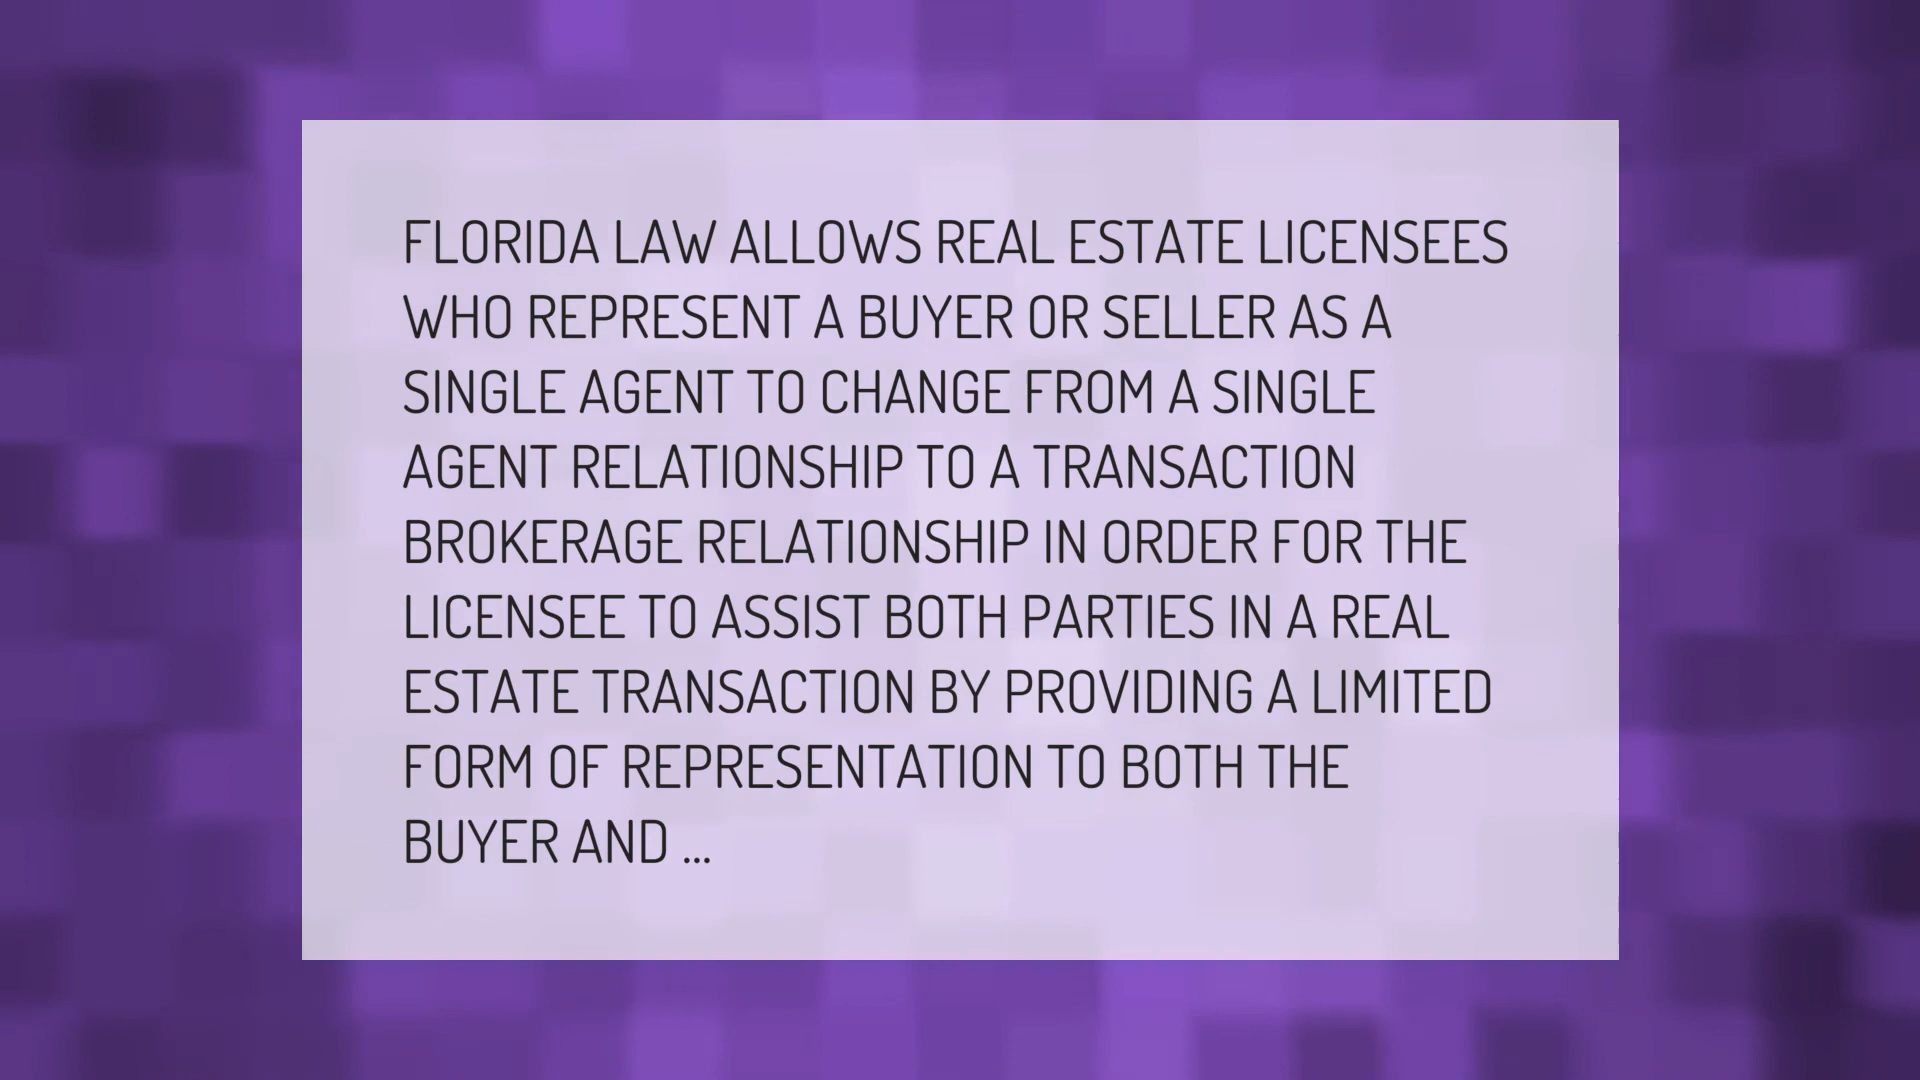 FLORIDA LAW ALLOWS REAL ESTATE LICENSEES
WHO REPRESENT A BUYER OR SELLER AS A
SINGLE AGENT TO CHANGE FROM A SINGLE
AGENT RELATIONSHIP TO A TRANSACTION
BROKERAGE RELATIONSHIP IN ORDER FOR THE
LICENSEE TO ASSIST BOTH PARTIES IN A REAL
ESTATE TRANSACTION BY PROVIDING A LIMITED
FORM OF REPRESENTATION TO BOTH THE
BUYER AND ...